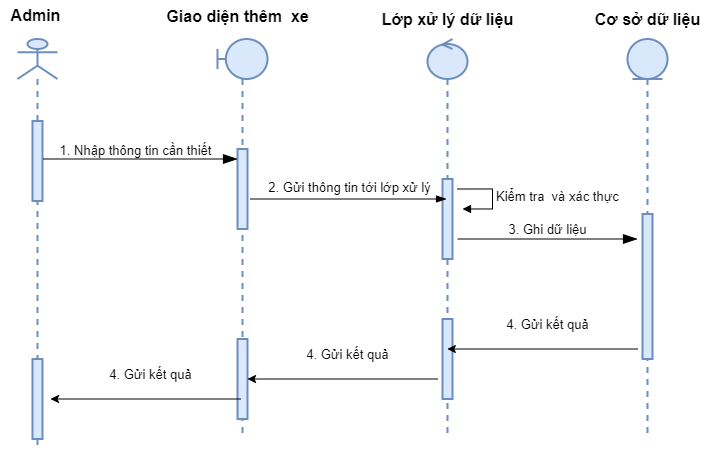 Admin
Giao diện thêm xe
Lớp xử lý dữ liệu
Cơ sở dữ liệu
1. Nhập thông tin cần thiết
2. Gửi thông tin tới lớp xử lý
Kiểm tra và xác thực
3. Ghi dữ liệu
4. Gửi kết quả
4. Gửi kết quả
4. Gửi kết quả